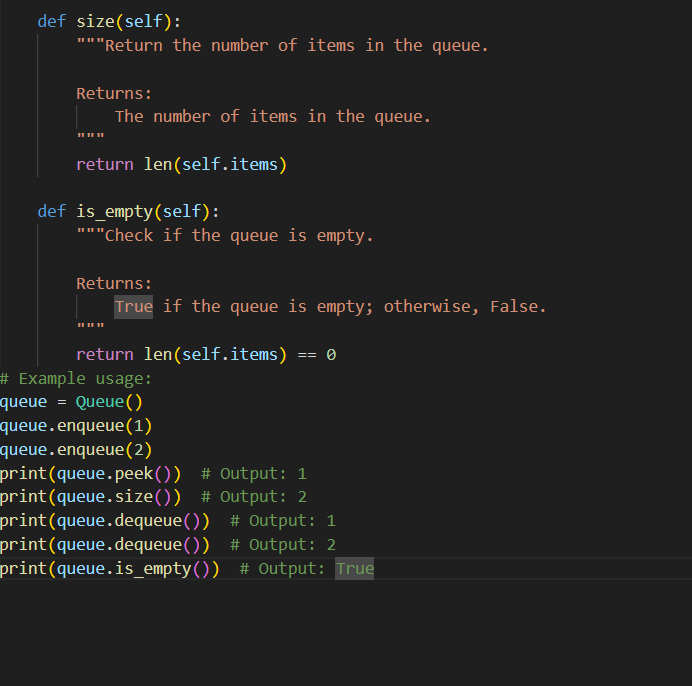 def size(self):
        """Return the number of items in the queue.

        Returns:
            The number of items in the queue.
        """
        return len(self.items)

    def is_empty(self):
        """Check if the queue is empty.

        Returns:
            True if the queue is empty; otherwise, False.
        """
        return len(self.items) == 0
# Example usage:
queue = Queue()
queue.enqueue(1)
queue.enqueue(2)
print(queue.peek())  # Output: 1
print(queue.size())  # Output: 2
print(queue.dequeue())  # Output: 1
print(queue.dequeue())  # Output: 2
print(queue.is_empty())  # Output: True